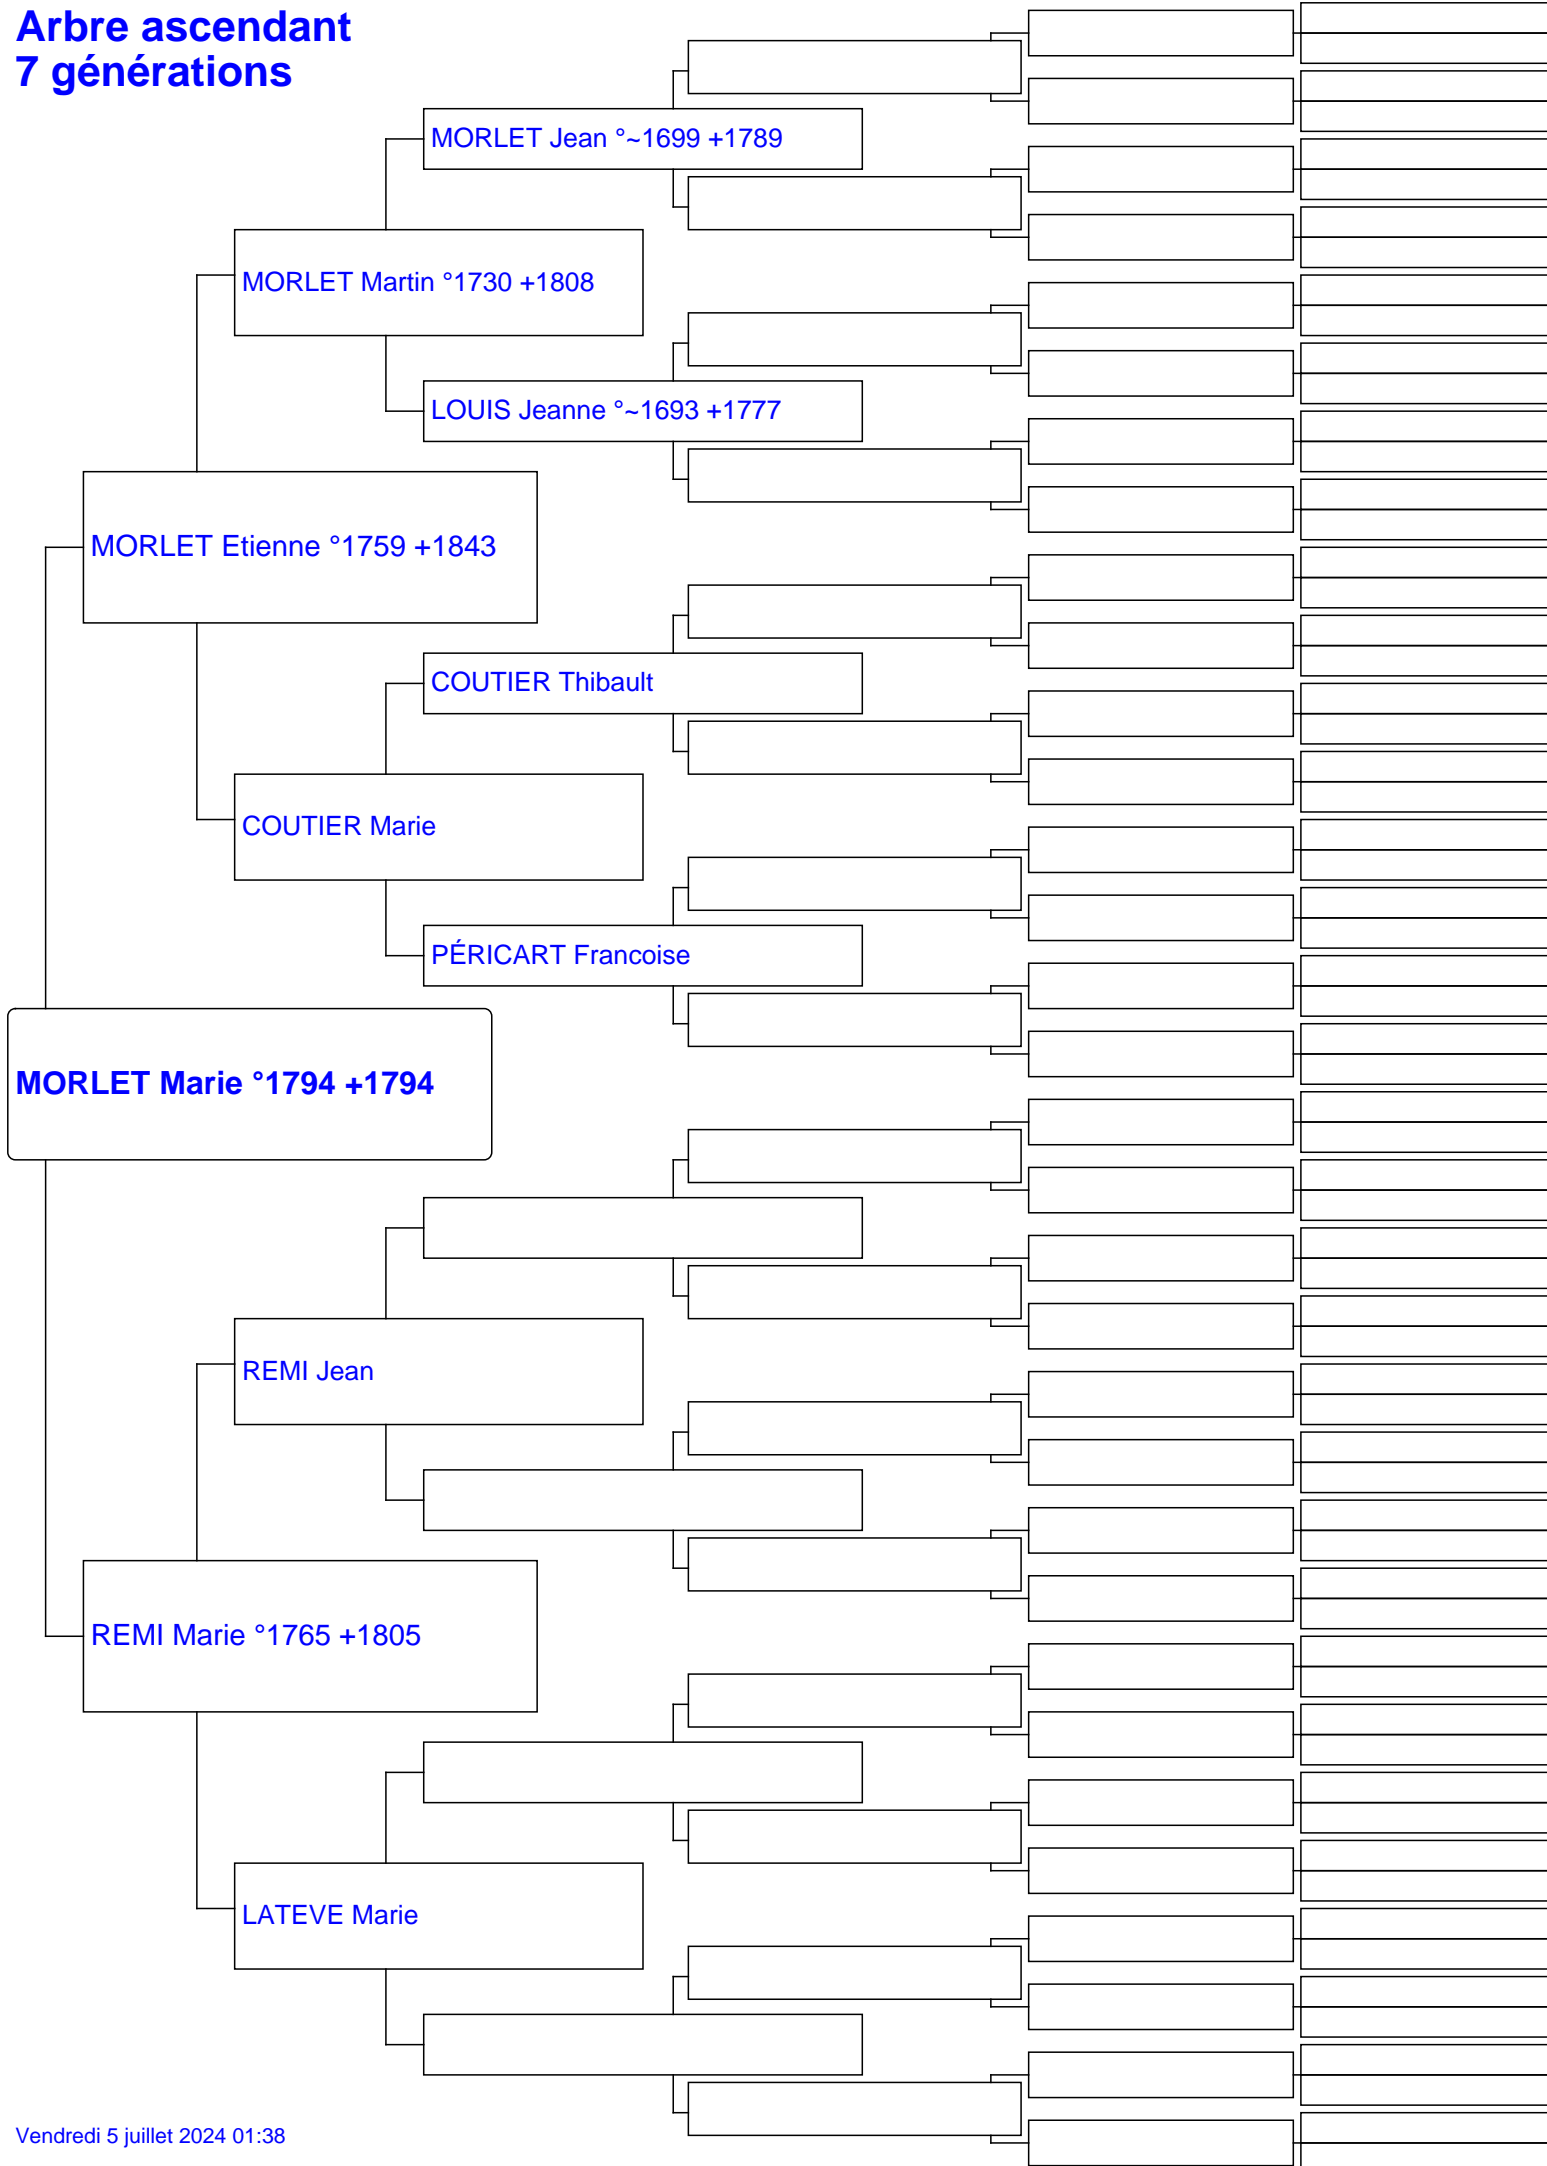 Arbre ascendant
7 générations
MORLET Jean °~1699 +1789
MORLET Martin °1730 +1808
LOUIS Jeanne °~1693 +1777
MORLET Etienne °1759 +1843
COUTIER Thibault
COUTIER Marie
PÉRICART Francoise
MORLET Marie °1794 +1794
REMI Jean
REMI Marie °1765 +1805
LATEVE Marie
Vendredi 5 juillet 2024 01:38